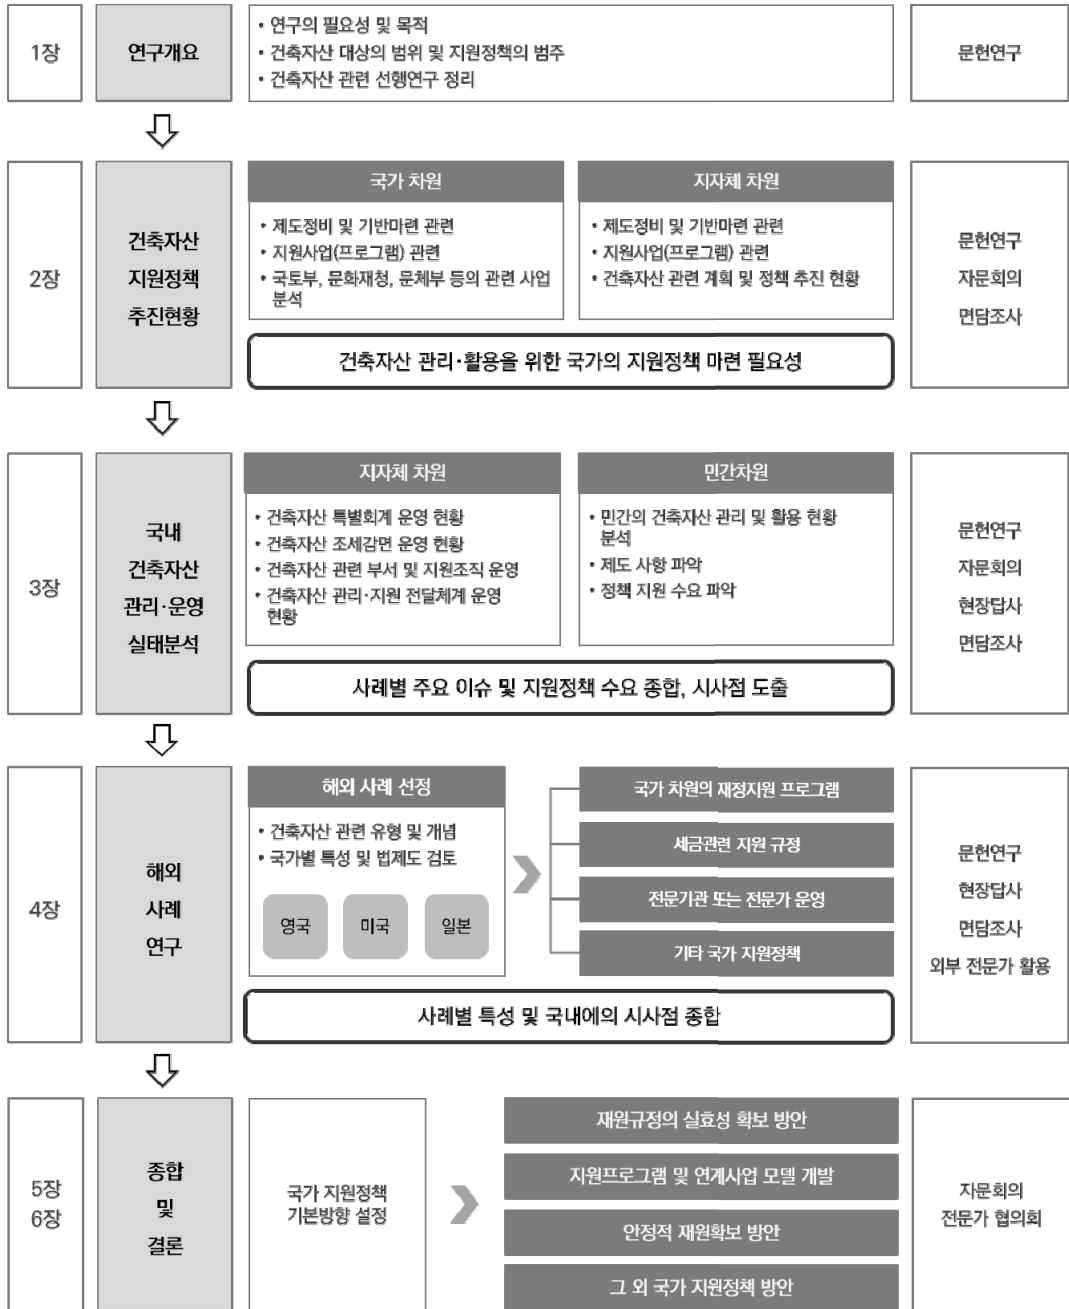 1장
연구개요
• 연구의 필요성 및 목적
• 건축자산 대상의 범위 및 지원정책의 범주
• 건축자산 관련 선행연구 정리
문헌연구
2장
건축자산
지원정책
추진현황
국가 차원
• 제도정비 및 기반마련 관련
• 지원사업(프로그램) 관련
• 국토부, 문화재청, 문체부 등의 관련 사업
분석
지자체 차원
• 제도정비 및 기반마련 관련
• 지원사업(프로그램) 관련
• 건축자산 관련 계획 및 정책 추진 현황
건축자산 관리·활용을 위한 국가의 지원정책 마련 필요성
문헌연구
자문회의
면담조사
3장
국내
건축자산
관리·운영
실태분석
지자체 차원
• 건축자산 특별회계 운영 현황
• 건축자산 조세감면 운영 현황
• 건축자산 관련 부서 및 지원조직 운영
• 건축자산 관리·지원 전달체계 운영
현황
민간차원
• 민간의 건축자산 관리 및 활용 현황
분석
• 제도 사항 파악
• 정책 지원 수요 파악
사례별 주요 이슈 및 지원정책 수요 종합, 시사점 도출
문헌연구
자문회의
현장답사
면담조사
4장
해외
사례
연구
해외 사례 선정
• 건축자산 관련 유형 및 개념
• 국가별 특성 및 법제도 검토
영국
미국
일본
국가 차원의 재정지원 프로그램
세금관련 지원 규정
전문기관 또는 전문가 운영
기타 국가 지원정책
사례별 특성 및 국내에의 시사점 종합
문헌연구
현장답사
면담조사
외부 전문가 활용
5장
6장
종합
및
결론
국가 지원정책
기본방향 설정
재원규정의 실효성 확보 방안
지원프로그램 및 연계사업 모델 개발
안정적 재원확보 방안
그 외 국가 지원정책 방안
자문회의
전문가 협의회